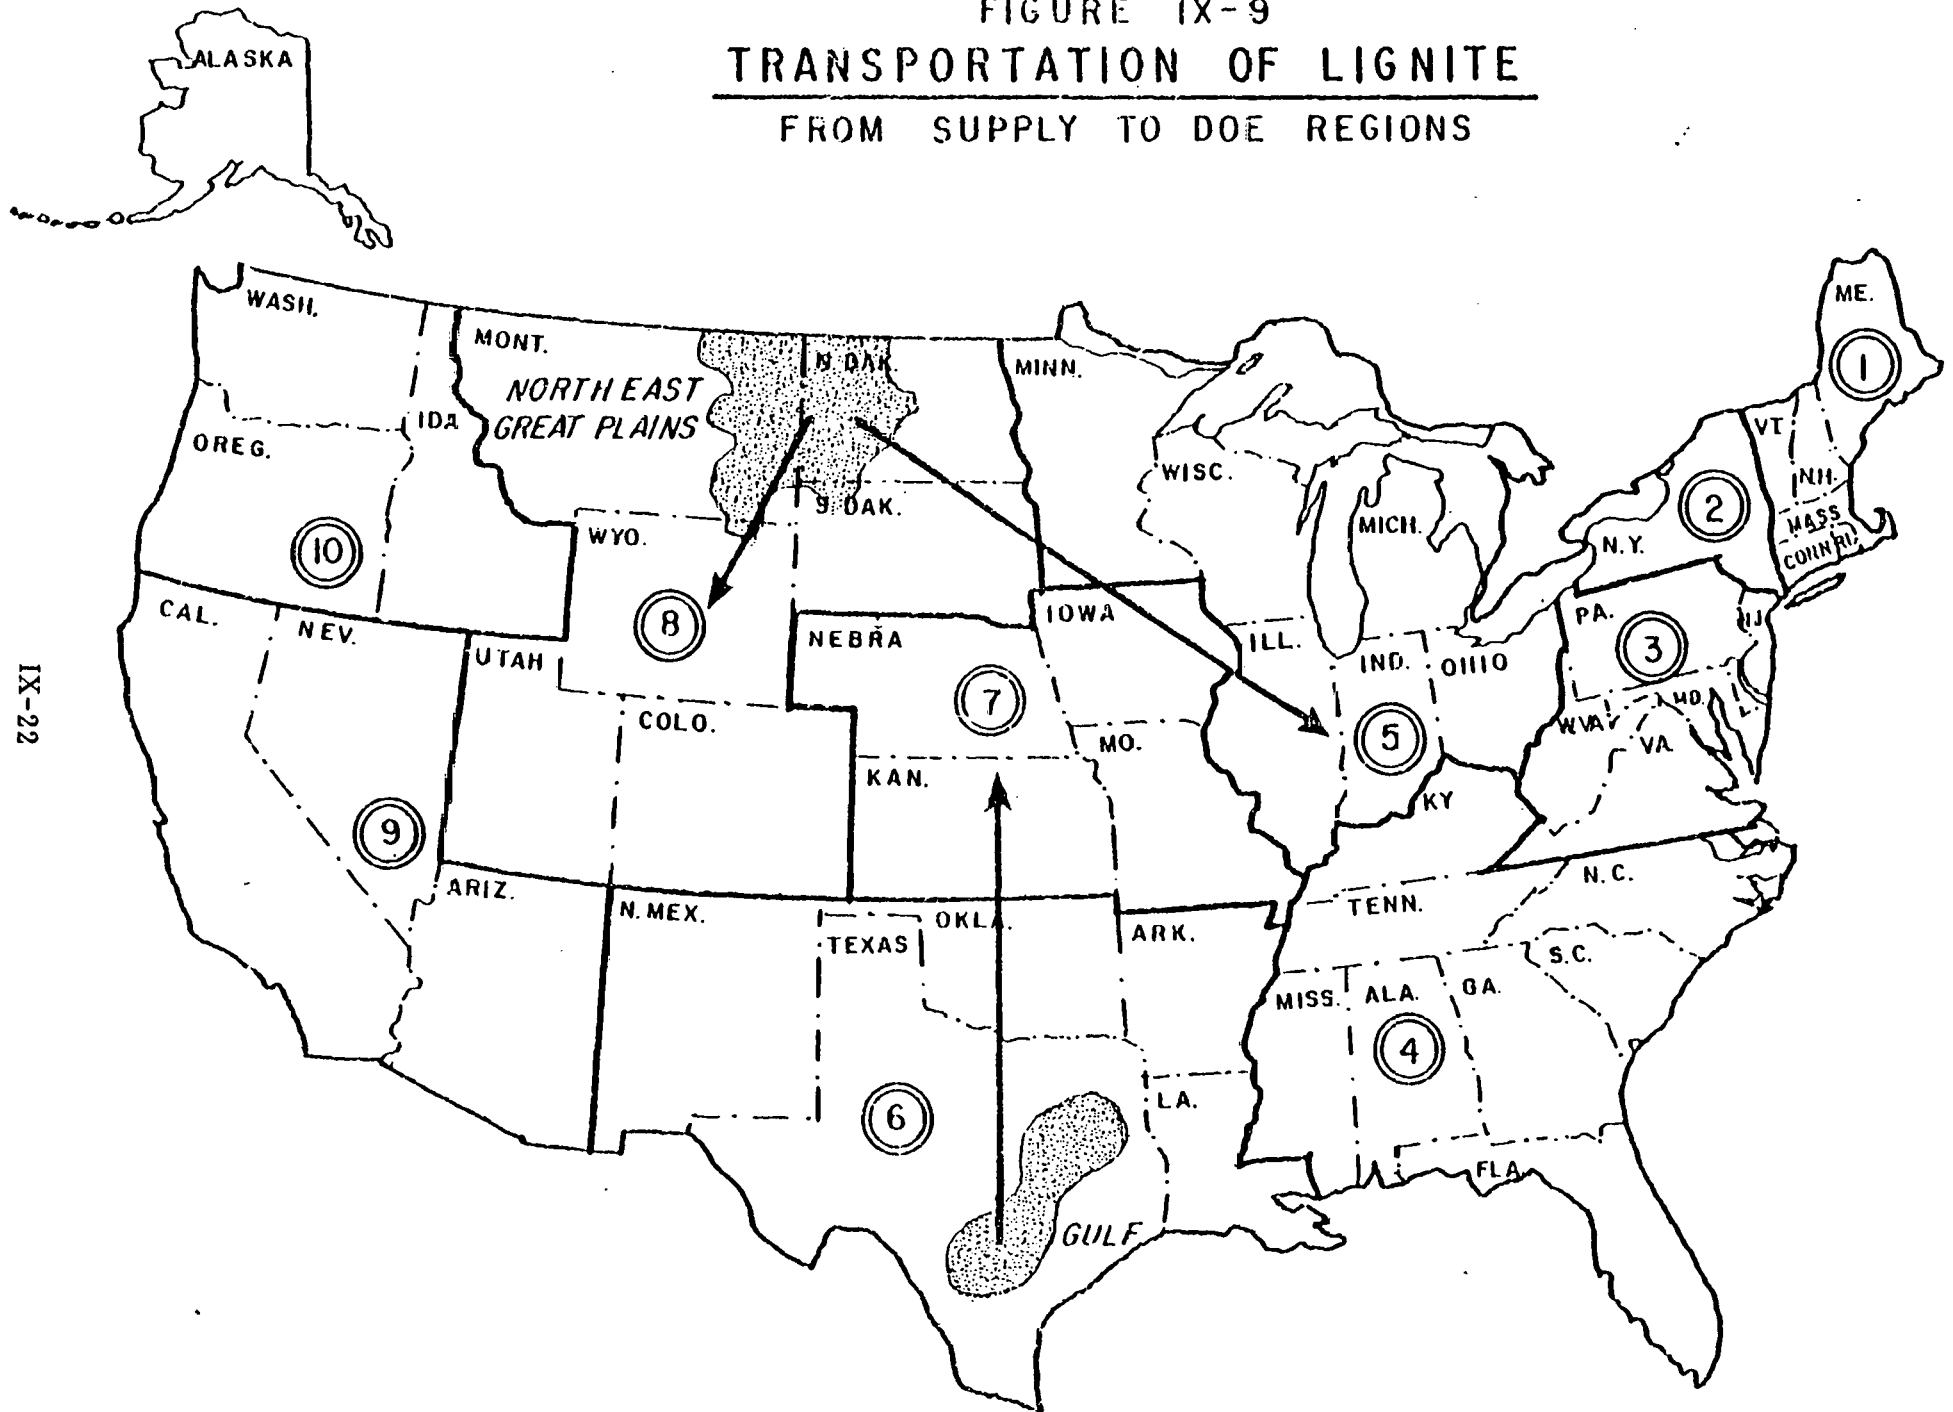 FIGURE IX-9
TRANSPORTATION OF LIGNITE
FROM SUPPLY TO DOE REGIONS
ALASKA
WASH.
MONT.
N DAK.
MINN.
ME.
1
NORTH EAST
GREAT PLAINS
IDA
OREG.
WISC.
VT.
N.H.
MASS
CONN
R.I.
2
N.Y.
MICH.
S DAK.
WYO.
10
8
CAL.
NEV.
UTAH
NEBRA
IOWA
ILL.
IND.
OHIO
PA.
N.J.
3
7
5
COLO.
MO.
W.VA
MD.
VA.
KAN.
KY
9
IX-22
ARIZ.
N.MEX.
TEXAS
OKLA.
ARK.
TENN.
N.C.
S.C.
MISS.
ALA.
GA.
4
6
LA.
FLA.
GULF